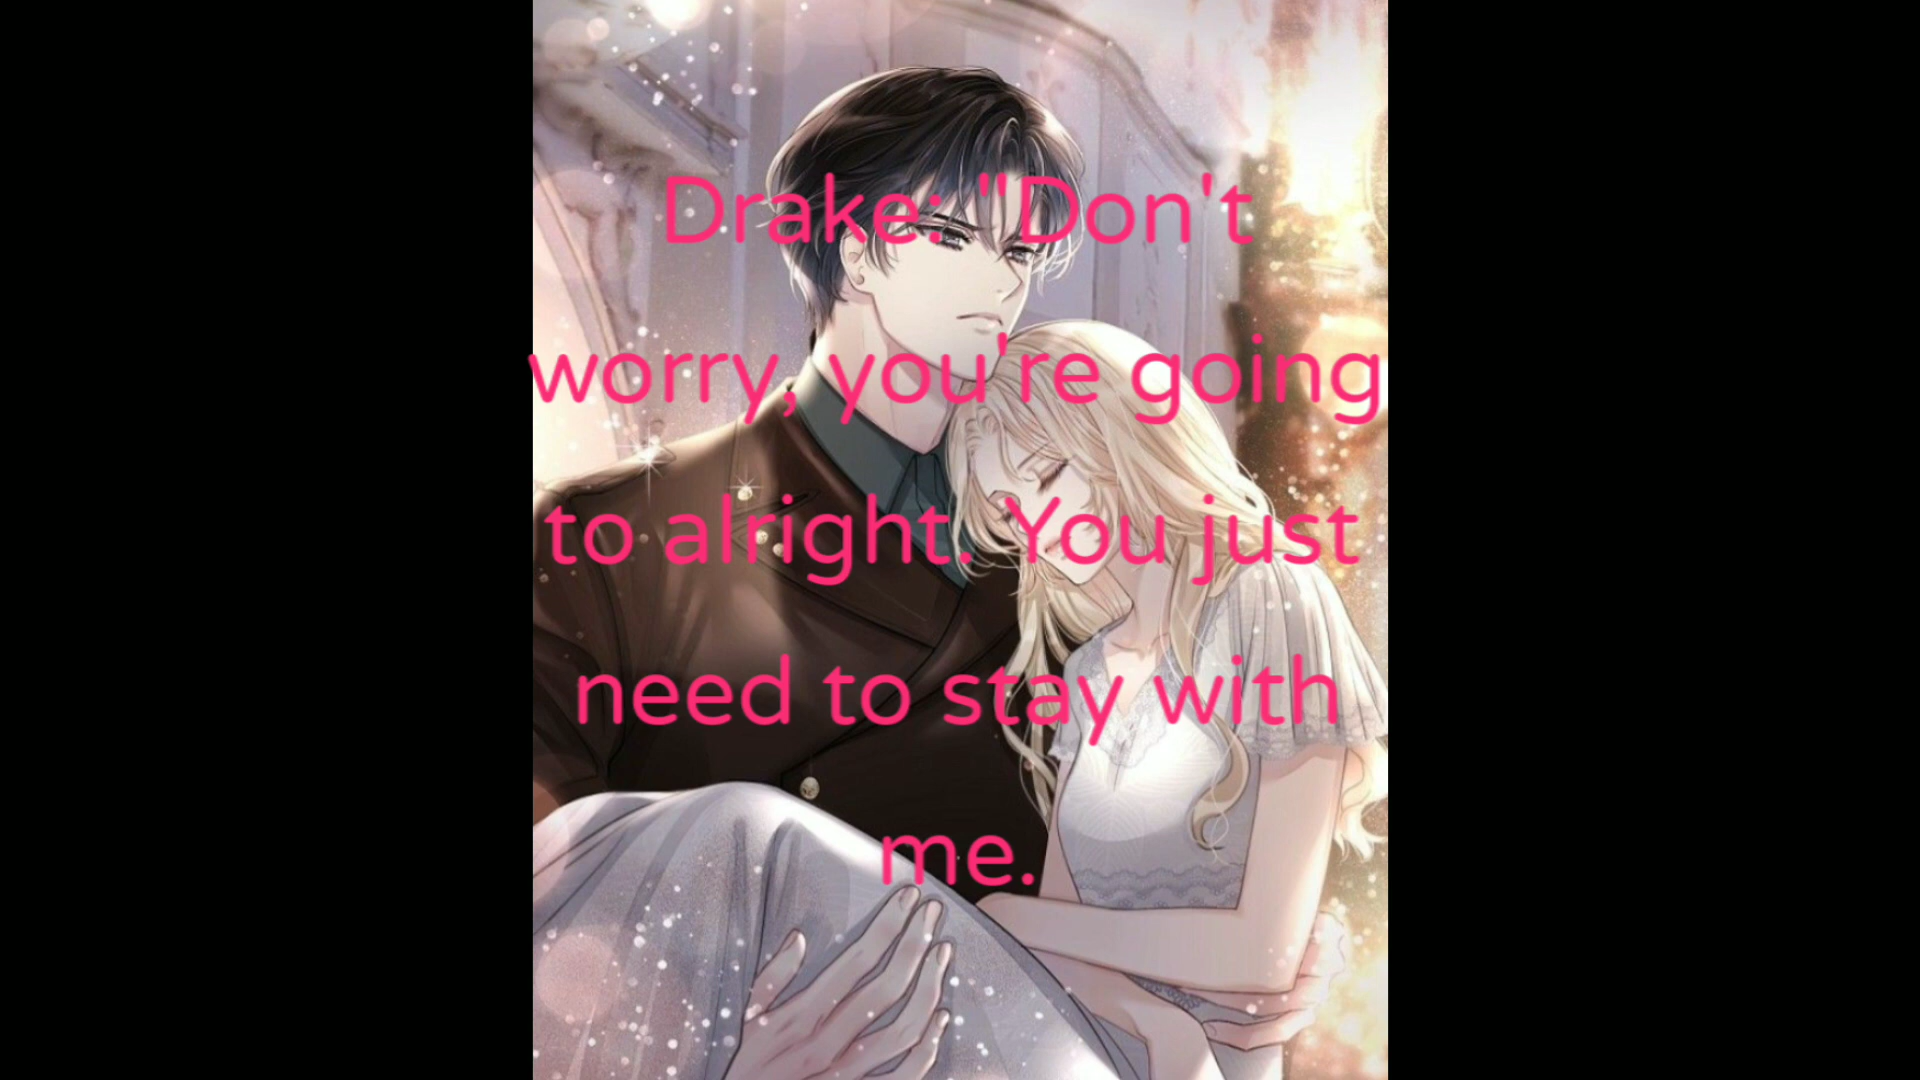 Drake: "Don't
worry, you're going
to alright. You just
need to stay with
me.